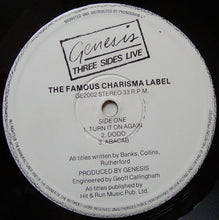 Genesis
THREE SIDES LIVE
THE FAMOUS CHARISMA LABEL
GE2002 STEREO 33 R.P.M.
SIDE ONE
1. TURN IT ON AGAIN
2. DODO
3. ABACAB
All titles written by Banks, Collins,
Rutherford
PRODUCED BY GENESIS
Engineered by Geoff Callingham
All titles published by
Hit & Run Music Pub. Ltd.